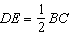 DE = 1/2 BC